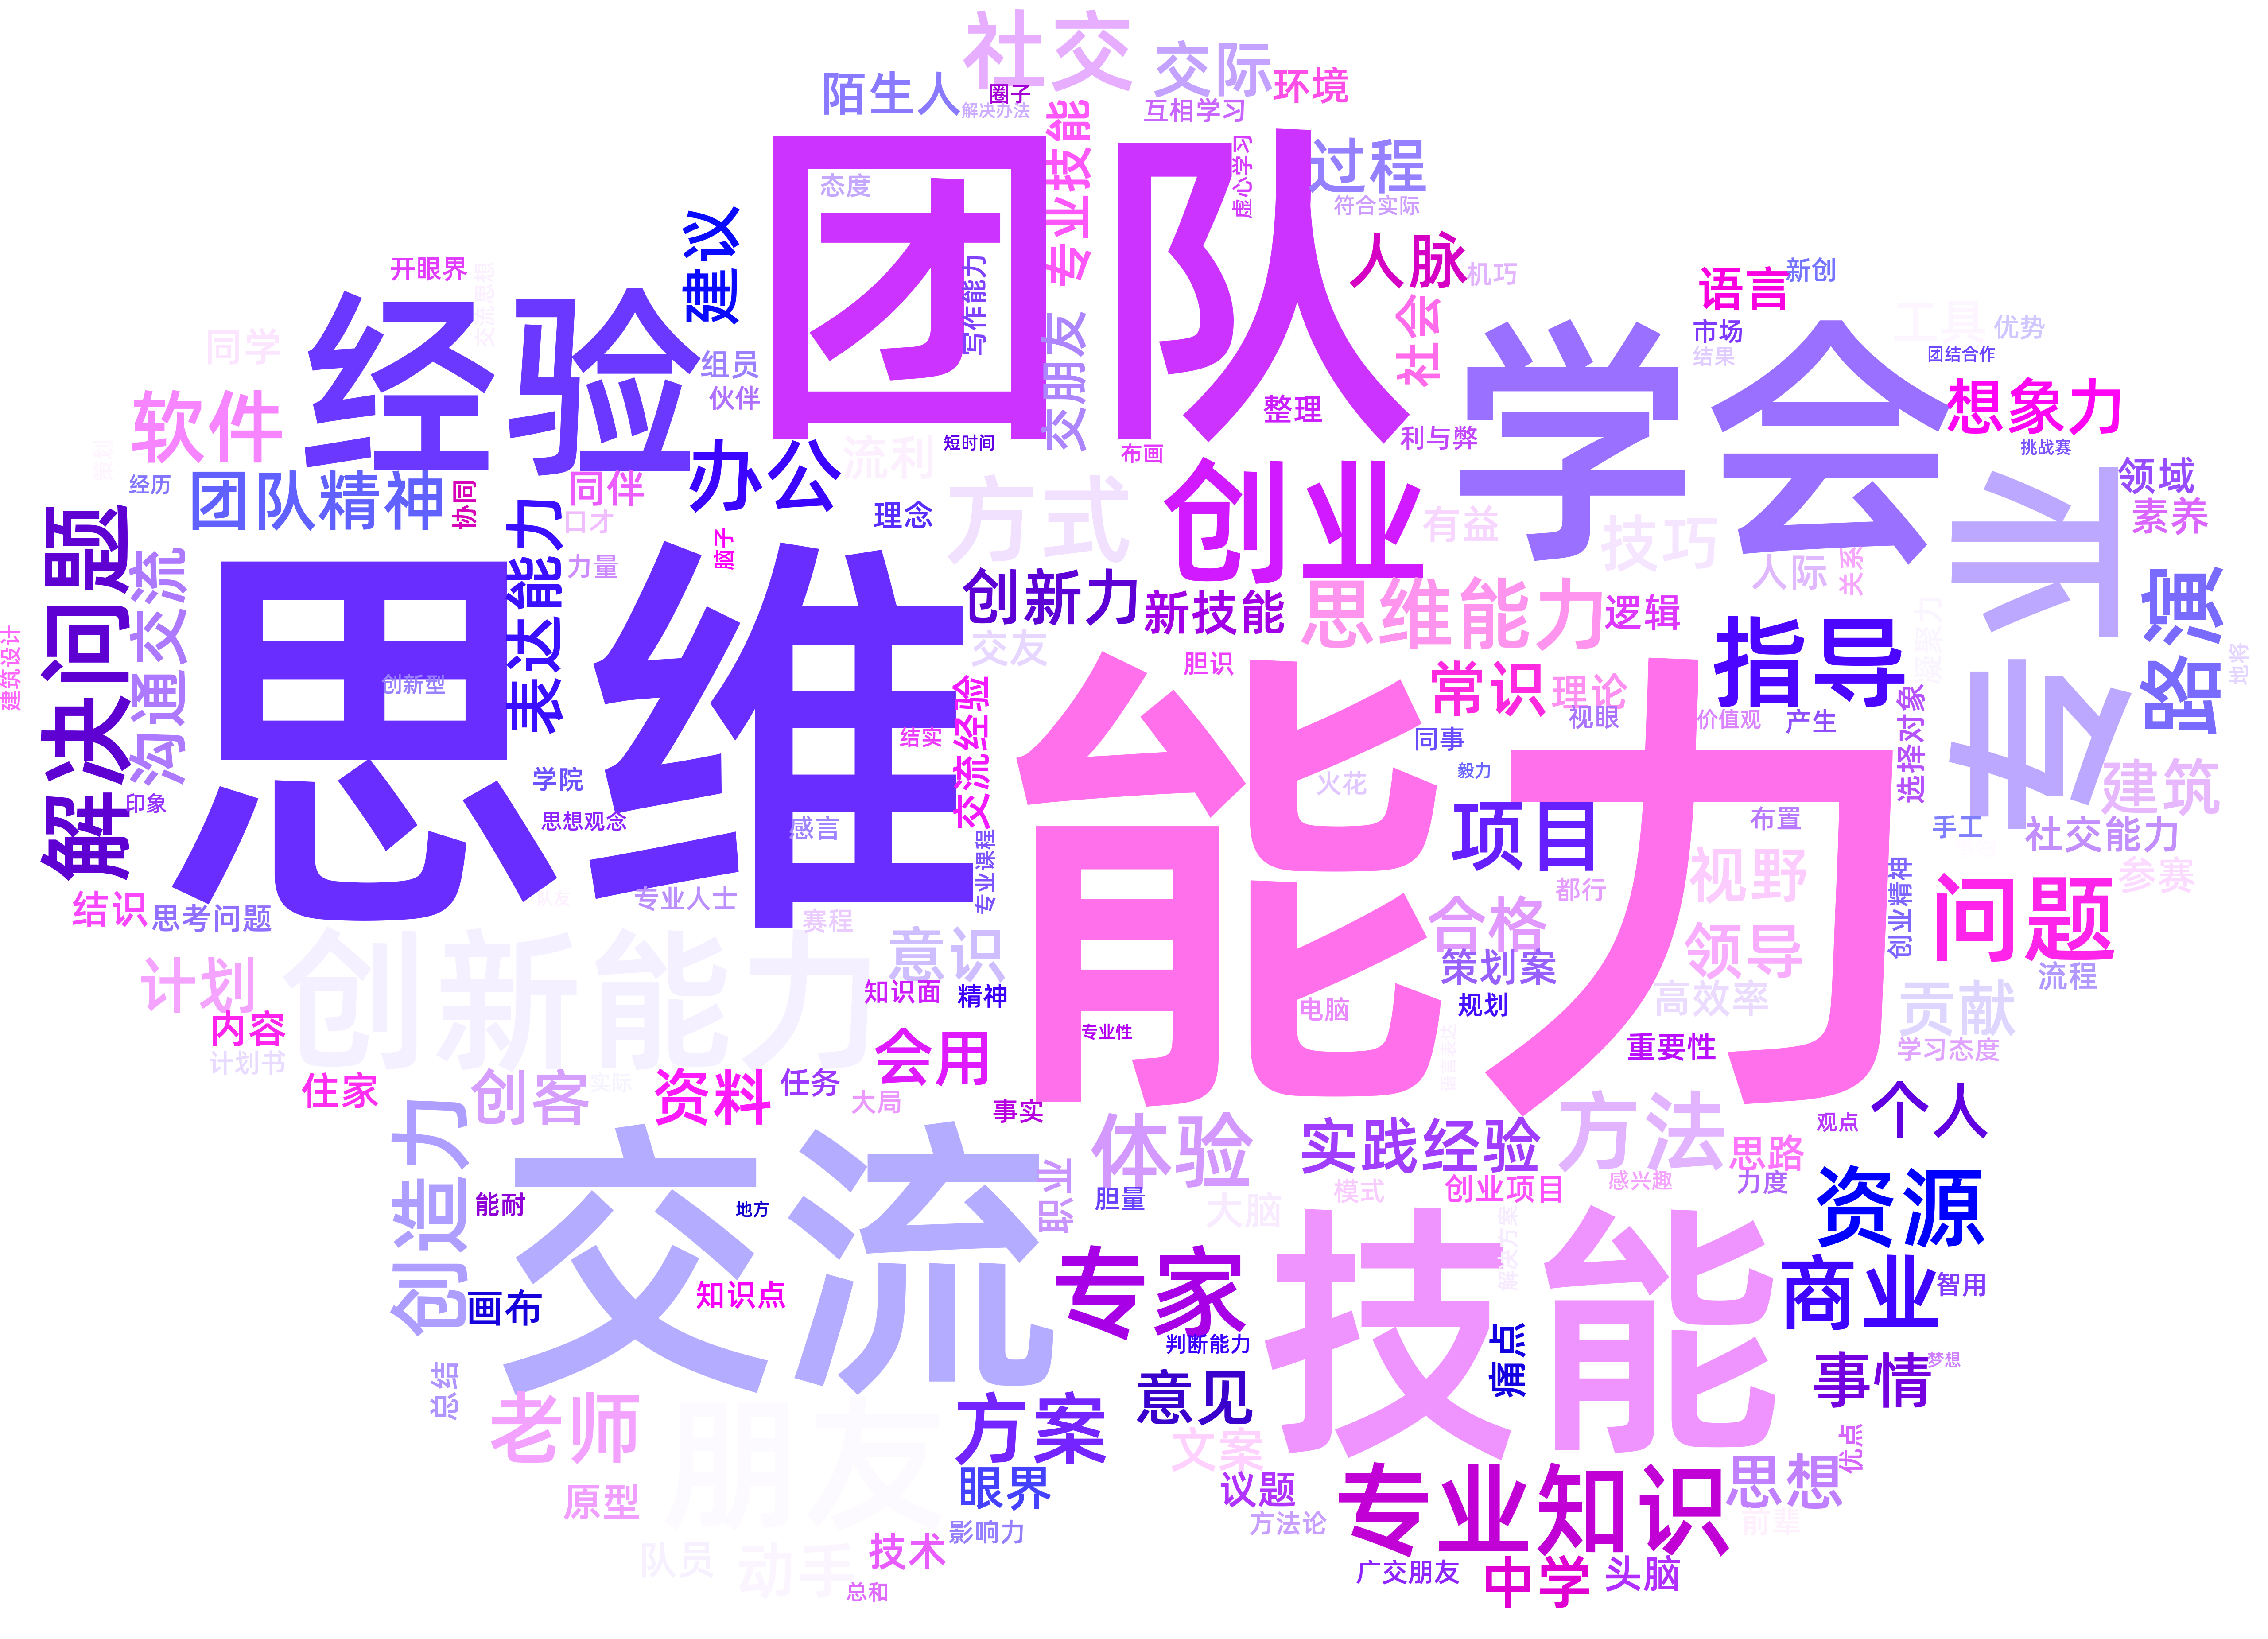 社交
交际
环境
陌生人
圈子
解决办法
互相学习
团队
专业技能
虚心学习
过程
态度
符合实际
建议
写作能力
人脉
机巧
开眼界
交流思想
语言
新创
经验
社会
交朋友
学会
市场
工具
优势
结果
团结合作
同学
组员
伙伴
整理
想象力
软件
利与弊
短时间
流利
布画
挑战赛
策划
经历
团队精神
协同
同伴
办公
方式
创业
专业
领域
素养
口才
理念
有益
技巧
解决问题
沟通交流
表达能力
力量
脑子
创新力
新技能
思维能力
逻辑
人际
关系
路演
思维
创新型
建筑设计
交友
胆识
常识
理论
指导
凝聚力
地将
能力
交流经验
结实
视眼
价值观
产生
选择对象
同事
学院
火花
毅力
印象
思想观念
感言
项目
布置
建筑
手工
社交能力
专业课程
结识
思考问题
队友
专业人士
赛程
视野
都行
创业精神
问题
参赛
计划
创新能力
意识
合格
策划案
领导
流程
知识面
精神
电脑
规划
高效率
贡献
内容
计划书
会用
专业性
语言表达
重要性
学习态度
住家
创客
实际
资料
任务
大局
事实
方法
观点
个人
创造力
交流
体验
实践经验
思路
力度
能耐
地方
职业
胆量
大脑
模式
创业项目
感兴趣
资源
解决方案
技能
专家
商业
智用
画布
知识点
判断能力
痛点
总结
意见
事情
梦想
老师
朋友
方案
文案
优点
原型
眼界
议题
专业知识
思想
影响力
方法论
前辈
队员
动手
技术
广交朋友
中学
头脑
总和